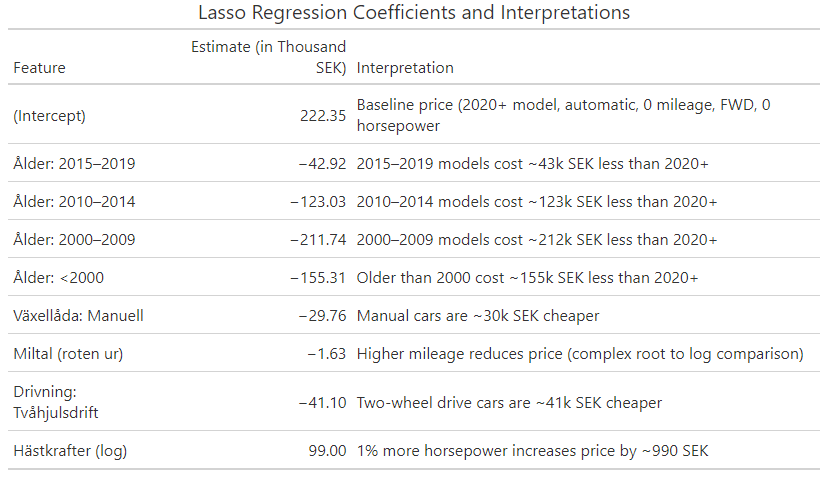 Lasso Regression Coefficients and Interpretations
Estimate (in Thousand
Feature SEK) Interpretation
(Intercept) 222.35 Baseline price (2020+ model, automatic, 0 mileage, FWD, 0
horsepower
Ålder: 2015–2019 −42.92 2015–2019 models cost ~43k SEK less than 2020+
Ålder: 2010–2014 −123.03 2010–2014 models cost ~123k SEK less than 2020+
Ålder: 2000–2009 −211.74 2000–2009 models cost ~212k SEK less than 2020+
Ålder: <2000 −155.31 Older than 2000 cost ~155k SEK less than 2020+
Växellåda: Manuell −29.76 Manual cars are ~30k SEK cheaper
Miltal (roten ur) −1.63 Higher mileage reduces price (complex root to log comparison)
Drivning:
Tvåhjulsdrift −41.10 Two-wheel drive cars are ~41k SEK cheaper
Hästkrafter (log) 99.00 1% more horsepower increases price by ~990 SEK